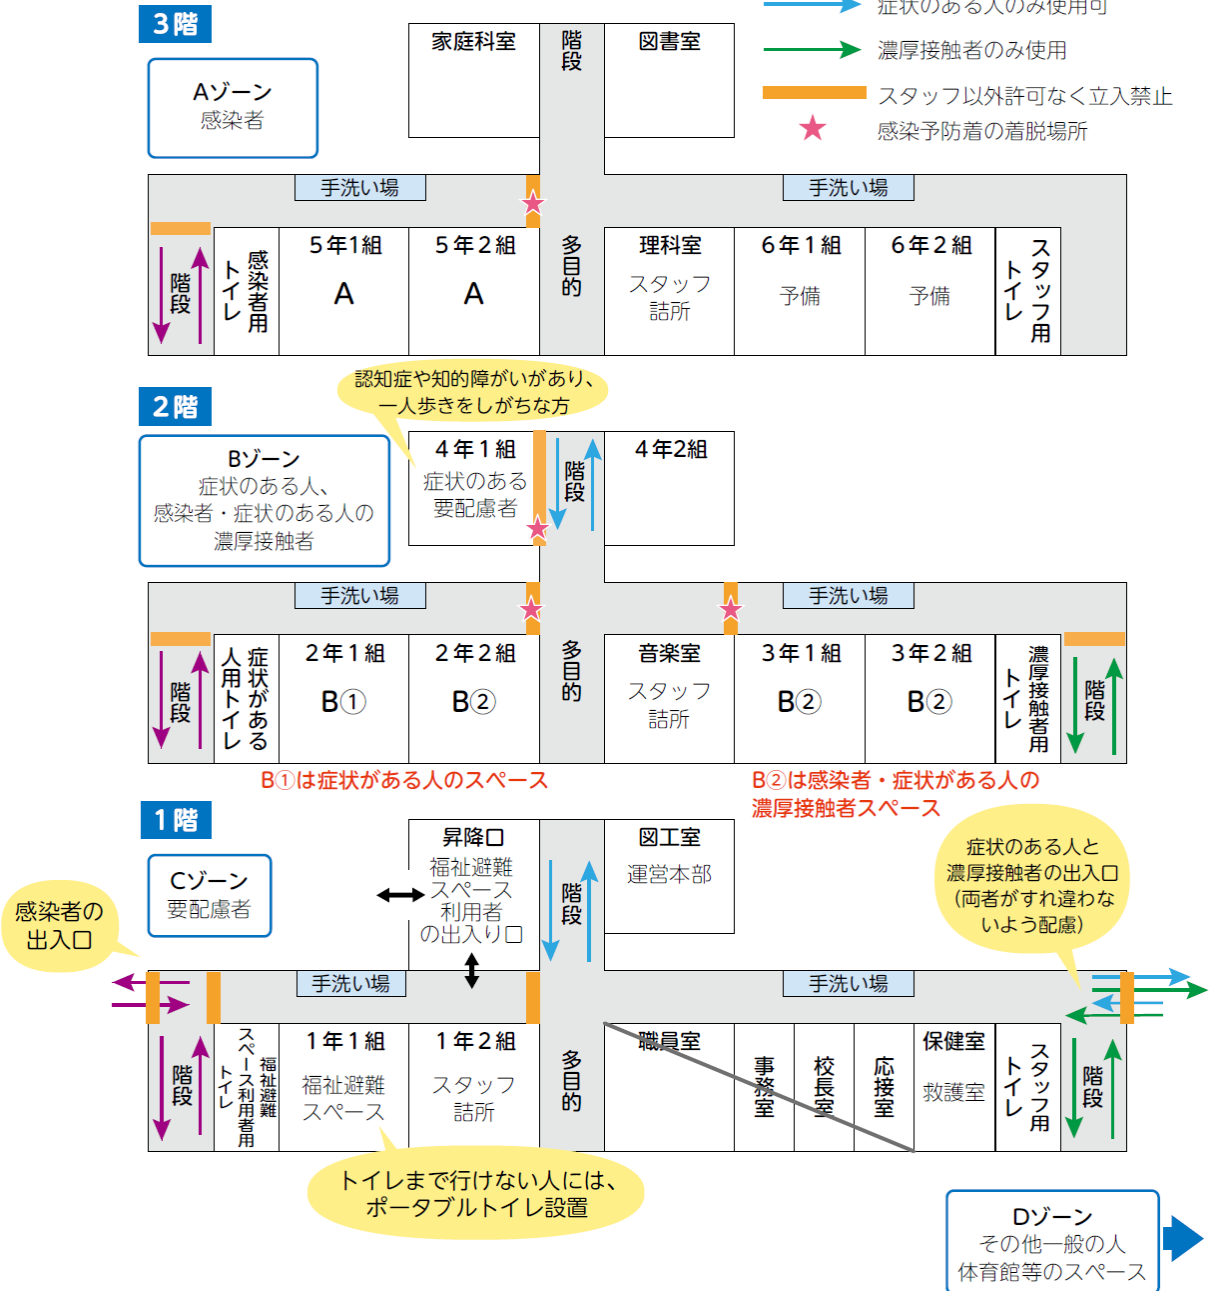 症状のある人のみ使用可
濃厚接触者のみ使用
スタッフ以外許可なく立入禁止
感染予防着の着脱場所
3階
Aゾーン
感染者
家庭科室
階段
図書室
手洗い場
手洗い場
階段
感染者用
トイレ
5年1組
A
5年2組
A
多目的
理科室
スタッフ
詰所
6年1組
予備
6年2組
予備
スタッフ用
トイレ
認知症や知的障がいがあり、
一人歩きをしがちな方
2階
Bゾーン
症状のある人、
感染者・症状のある人の
濃厚接触者
4年1組
症状のある
要配慮者
階段
4年2組
手洗い場
手洗い場
階段
症状がある
人用トイレ
2年1組
B①
2年2組
B②
多目的
音楽室
スタッフ
詰所
3年1組
B②
3年2組
B②
濃厚接触者用
トイレ
階段
B①は症状がある人のスペース
B②は感染者・症状がある人の
濃厚接触者スペース
1階
Cゾーン
要配慮者
感染者の
出入口
昇降口
福祉避難
スペース
利用者
の出入り口
階段
図工室
運営本部
症状のある人と
濃厚接触者の出入口
(両者がすれ違わな
いよう配慮)
手洗い場
手洗い場
階段
福祉避難
スペース利用者用
トイレ
1年1組
福祉避難
スペース
1年2組
スタッフ
詰所
多目的
職員室
事務室
校長室
応接室
保健室
救護室
スタッフ用
トイレ
階段
トイレまで行けない人には、
ポータブルトイレ設置
Dゾーン
その他一般の人
体育館等のスペース